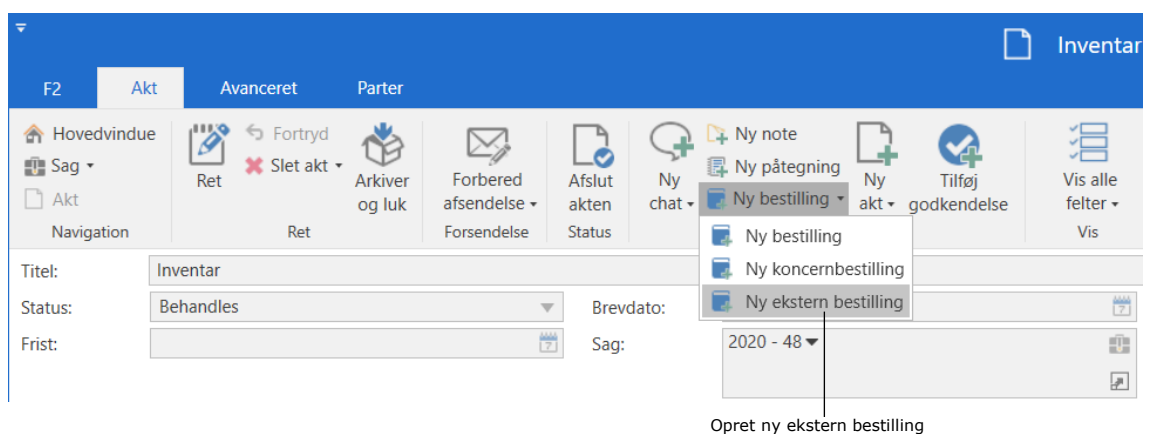 Inventar
F2 Akt Avanceret Parter
Hovedvindue
Sag
Akt
Navigation
Ret
Fortryd
Slet akt
Arkiver
og luk
Ret
Forbered
afsendelse
Forsendelse
Afslut
akten
Status
Ny
chat
Ny note
Ny påtegning
Ny bestilling
Ny
akt
Tilføj
godkendelse
Vis alle
felter
Vis
Ny bestilling
Ny koncernbestilling
Ny ekstern bestilling
Titel: Inventar
Status: Behandles Brevdato: 7
Frist: 7 Sag: 2020 - 48
Opret ny ekstern bestilling